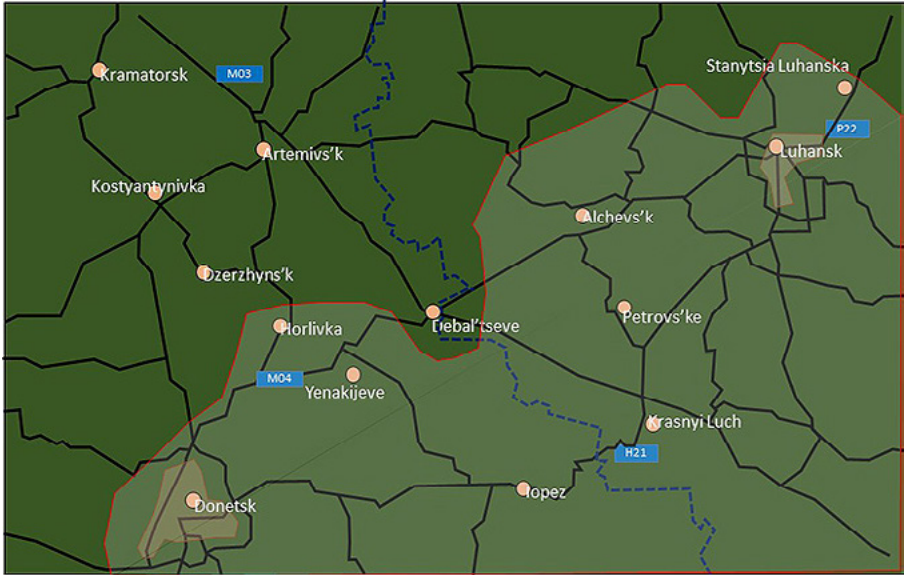 Stanytsia Luhanska
Kramatorsk
M03
P22
Artemivs'k
Luhansk
Kostyantynivka
Alchevs'k
Dzerzhyns'k
Horlivka
Debal'tseve
Petrovs'ke
M04
Yenakijeve
Krasnyi Luch
H21
Topez
Donetsk